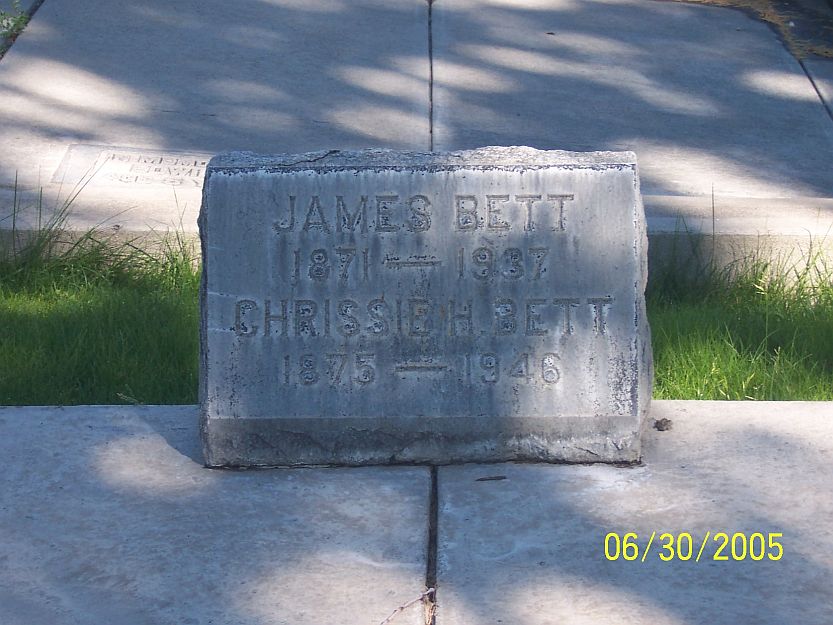 JAMES BETT
1871 — 1937
CHRISSIE H. BETT
1875 — 1946
06/30/2005